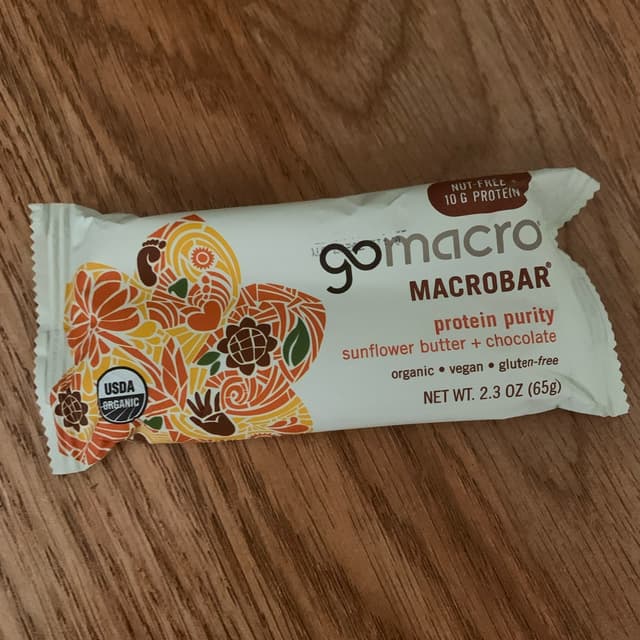 NUT-FREE
10 G PROTEIN
gomacro
MACROBAR®
protein purity
sunflower butter + chocolate
organic • vegan • gluten-free
NET WT. 2.3 OZ (65g)
USDA
ORGANIC